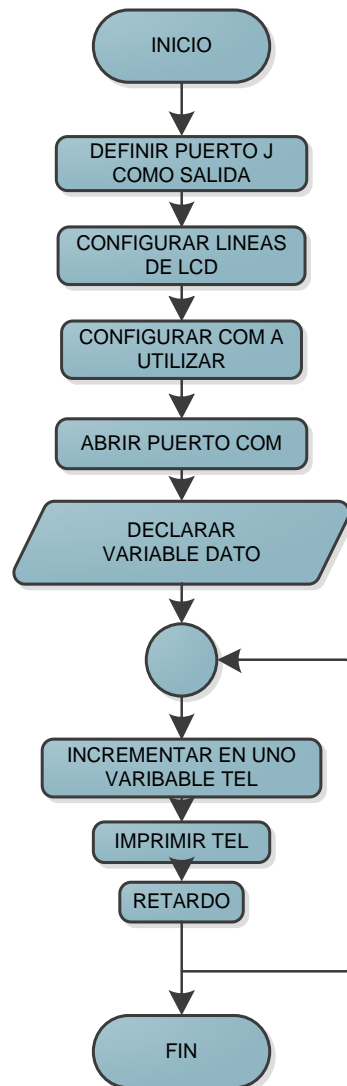 INICIO
DEFINIR PUERTO J
COMO SALIDA
CONFIGURAR LINEAS
DE LCD
CONFIGURAR COM A
UTILIZAR
ABRIR PUERTO COM
DECLARAR
VARIABLE DATO
INCREMENTAR EN UNO
VARIBABLE TEL
IMPRIMIR TEL
RETARDO
FIN